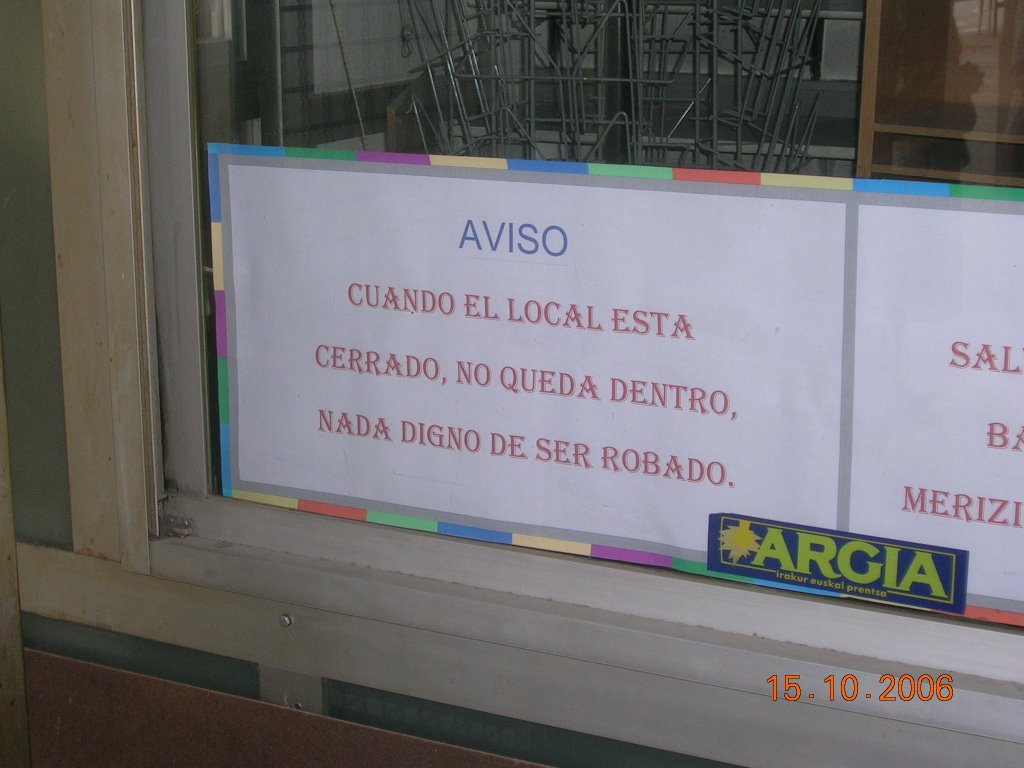 AVISO
CUANDO EL LOCAL ESTA
CERRADO, NO QUEDA DENTRO,
NADA DIGNO DE SER ROBADO.
SAL
BA
MERIZI
ARGIA
irakur euskal prentsa
15.10.2006